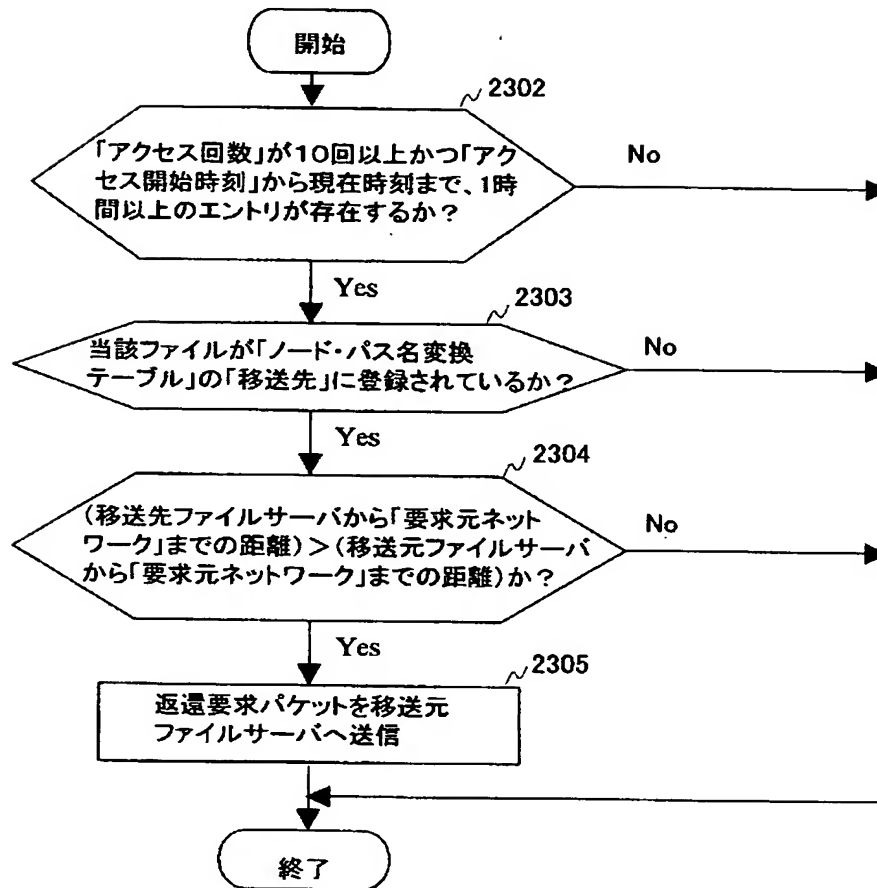 開始
2302
「アクセス回数」が10回以上かつ「アク
セス開始時刻」から現在時刻まで、1時
間以上のエントリが存在するか？
No
Yes
2303
当該ファイルが「ノード・パス名変換
テーブル」の「移送先」に登録されているか？
No
Yes
2304
(移送先ファイルサーバから「要求元ネット
ワーク」までの距離)＞(移送元ファイルサーバ
から「要求元ネットワーク」までの距離)か？
No
Yes
2305
返還要求パケットを移送元
ファイルサーバへ送信
終了